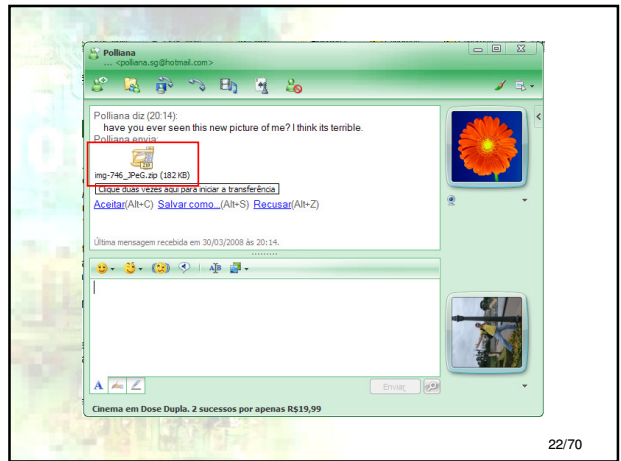 Polliana
... <polliana.sg@hotmail.com>
Polliana diz (20:14):
have you ever seen this new picture of me? I think its terrible.
Polliana envia:
ZIP
img-746_JPeG.zip (182 KB)
Clique duas vezes aqui para iniciar a transferência
Aceitar(Alt+C) Salvar como...(Alt+S) Recusar(Alt+Z)
Última mensagem recebida em 30/03/2008 às 20:14.
A
Enviar
Cinema em Dose Dupla. 2 sucessos por apenas R$19,99
22/70